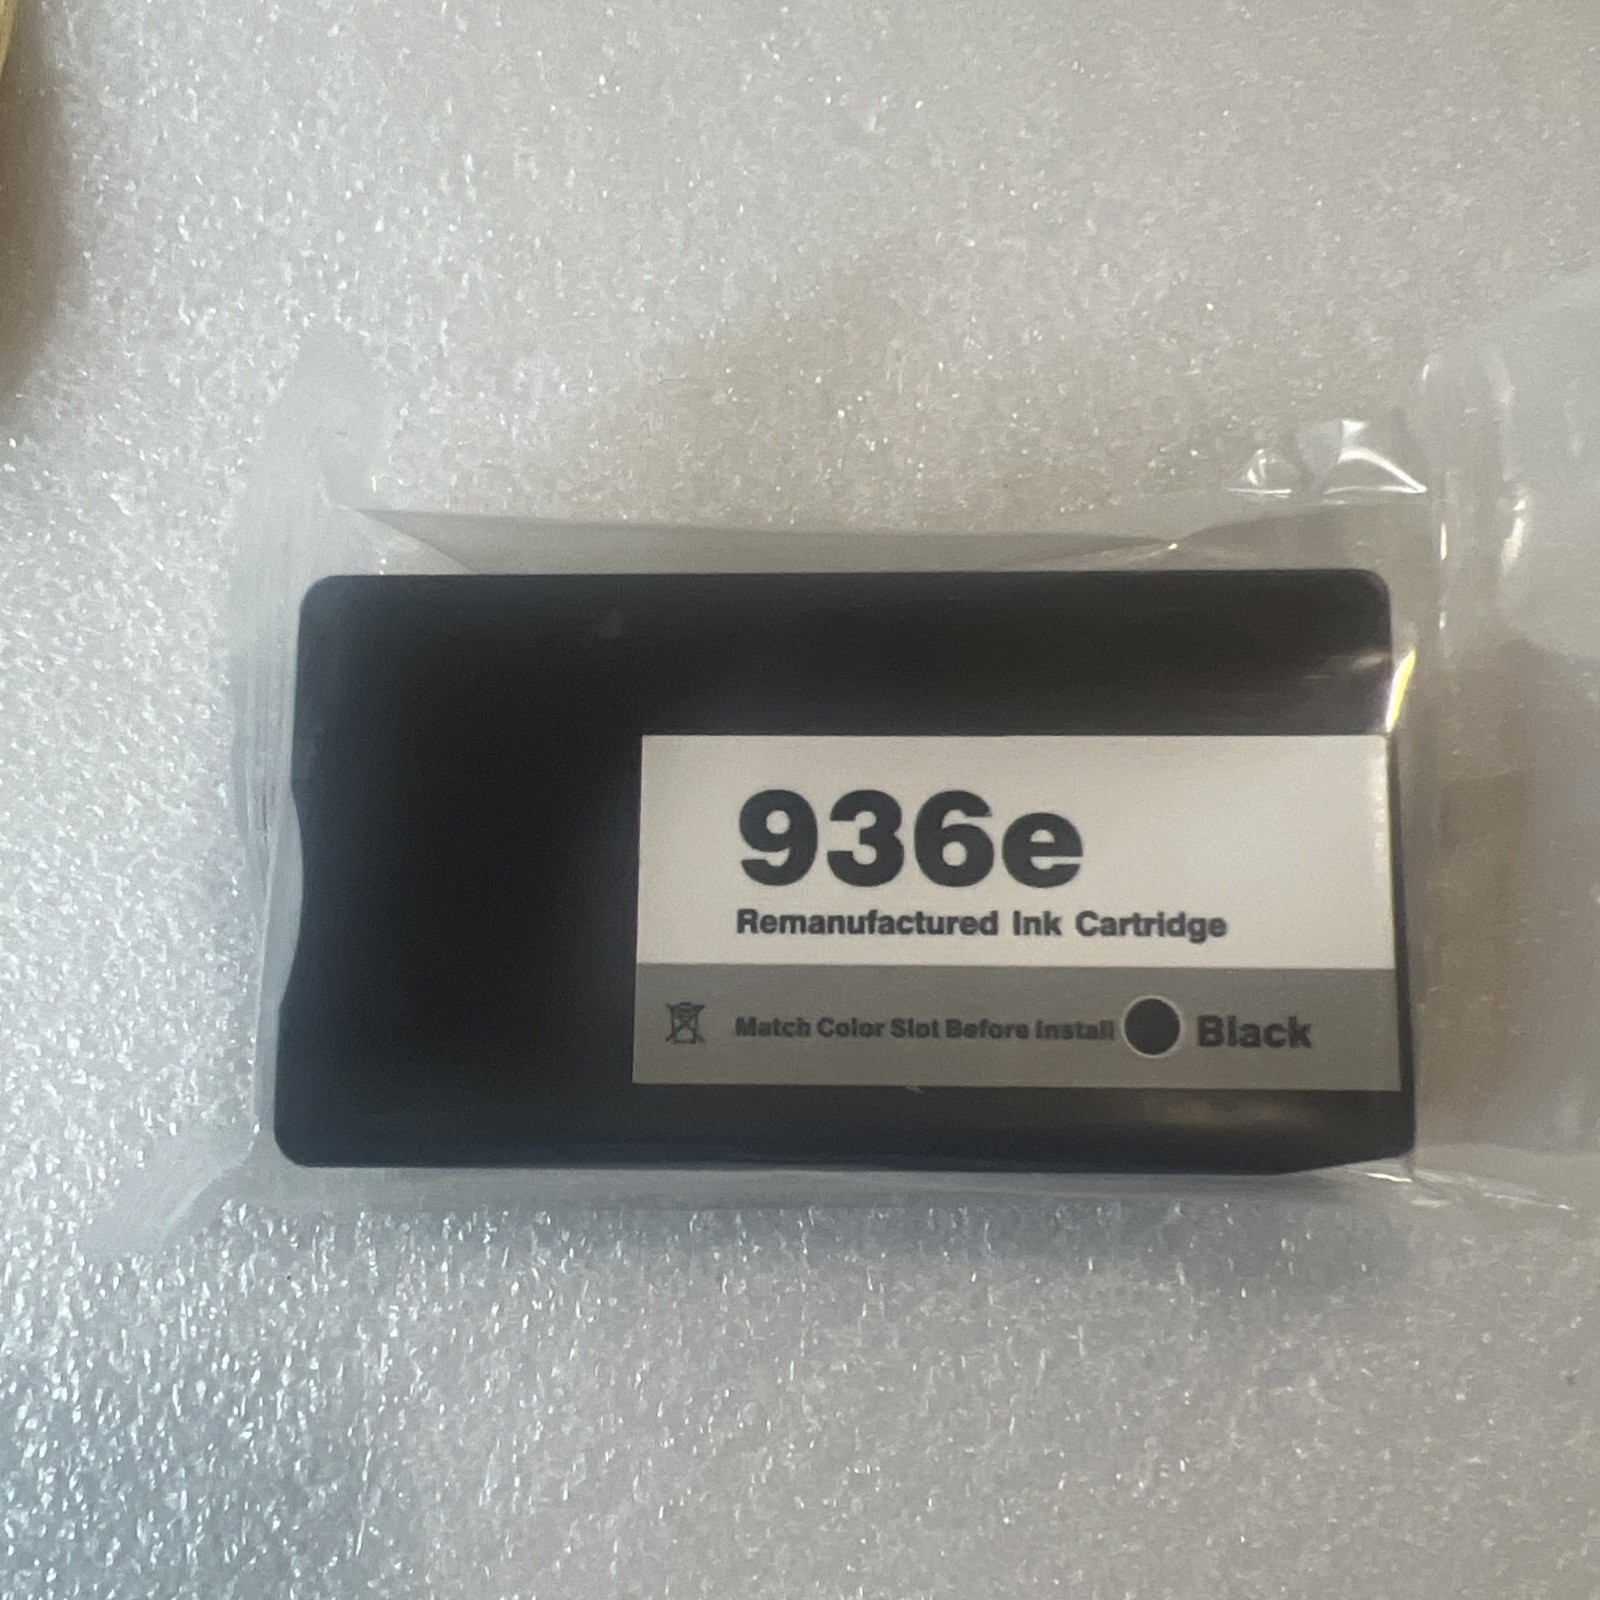 936e
Remanufactured Ink Cartridge
Match Color Slot Before Install Black